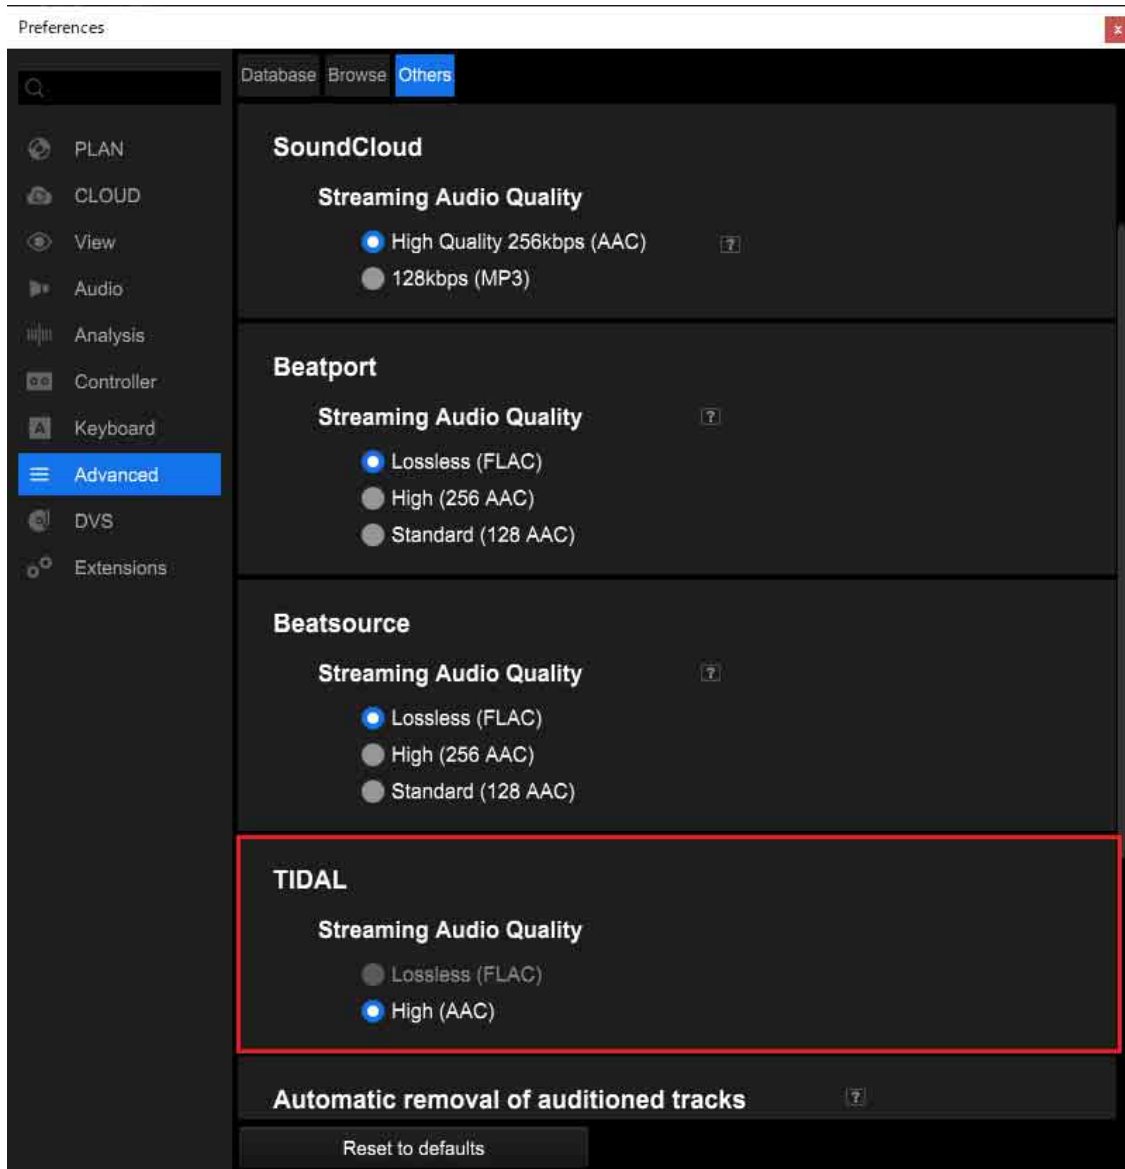 Preferences
x
Database Browse Others
PLAN
CLOUD
View
Audio
Analysis
Controller
Keyboard
Advanced
DVS
Extensions
SoundCloud
Streaming Audio Quality
High Quality 256kbps (AAC) ?
128kbps (MP3)
Beatport
Streaming Audio Quality ?
Lossless (FLAC)
High (256 AAC)
Standard (128 AAC)
Beatsource
Streaming Audio Quality ?
Lossless (FLAC)
High (256 AAC)
Standard (128 AAC)
TIDAL
Streaming Audio Quality
Lossless (FLAC)
High (AAC)
Automatic removal of auditioned tracks ?
Reset to defaults